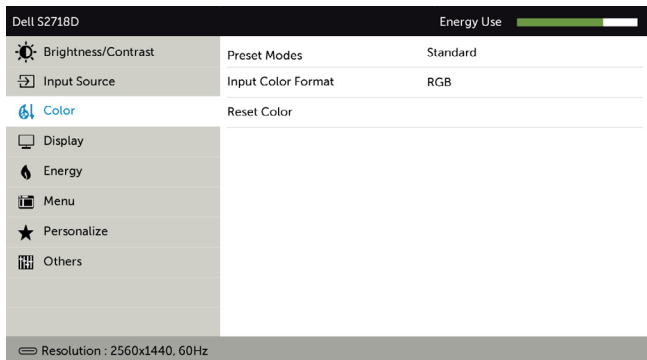 Dell S2718D
Energy Use
Brightness/Contrast
Preset Modes
Standard
Input Source
Input Color Format
RGB
Color
Reset Color
Display
Energy
Menu
Personalize
Others
Resolution : 2560x1440, 60Hz